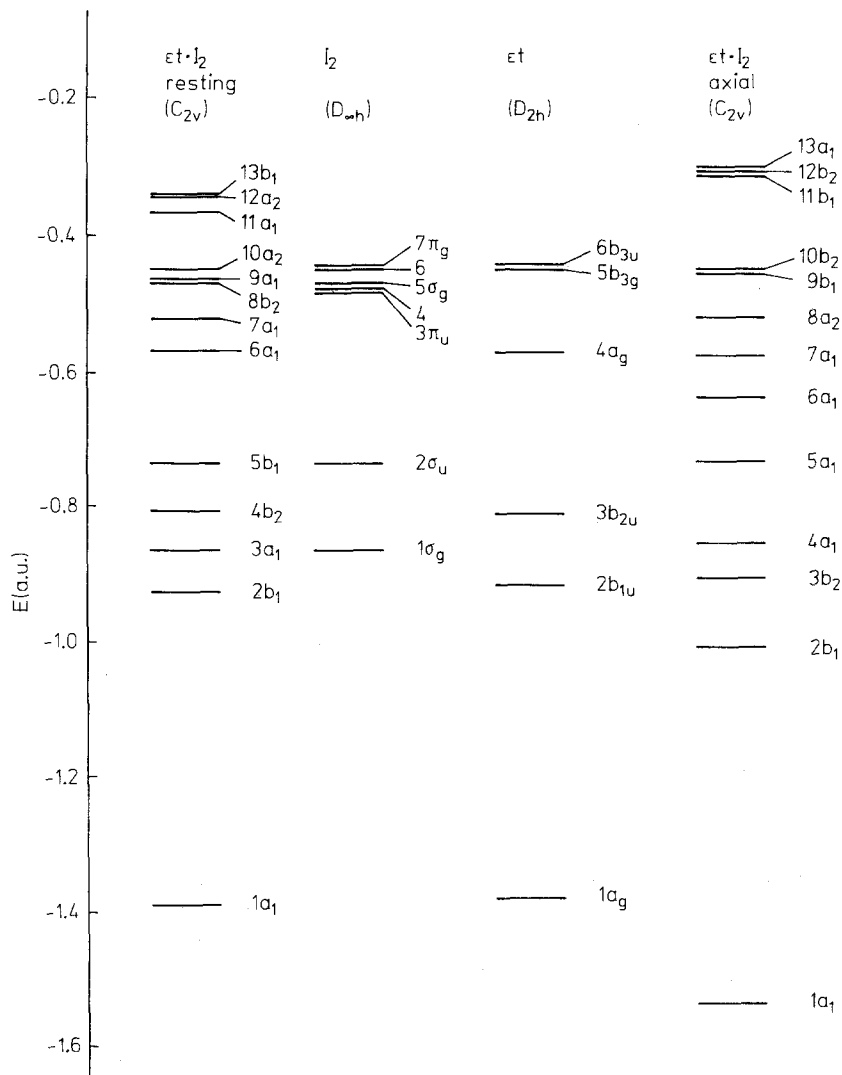 εt·I₂
resting
(C₂ᵥ)
I₂
(D∞ₕ)
εt
(D₂ₕ)
εt·I₂
axial
(C₂ᵥ)
E(a.u.)
-0.2
-0.4
-0.6
-0.8
-1.0
-1.2
-1.4
-1.6
13b₁
12a₂
11a₁
10a₂
9a₁
8b₂
7a₁
6a₁
5b₁
4b₂
3a₁
2b₁
1a₁
7πg
6
5σg
4
3πᵤ
2σᵤ
1σg
6b₃ᵤ
5b₃g
4ag
3b₂ᵤ
2b₁ᵤ
1ag
13a₁
12b₂
11b₁
10b₂
9b₁
8a₂
7a₁
6a₁
5a₁
4a₁
3b₂
2b₁
1a₁